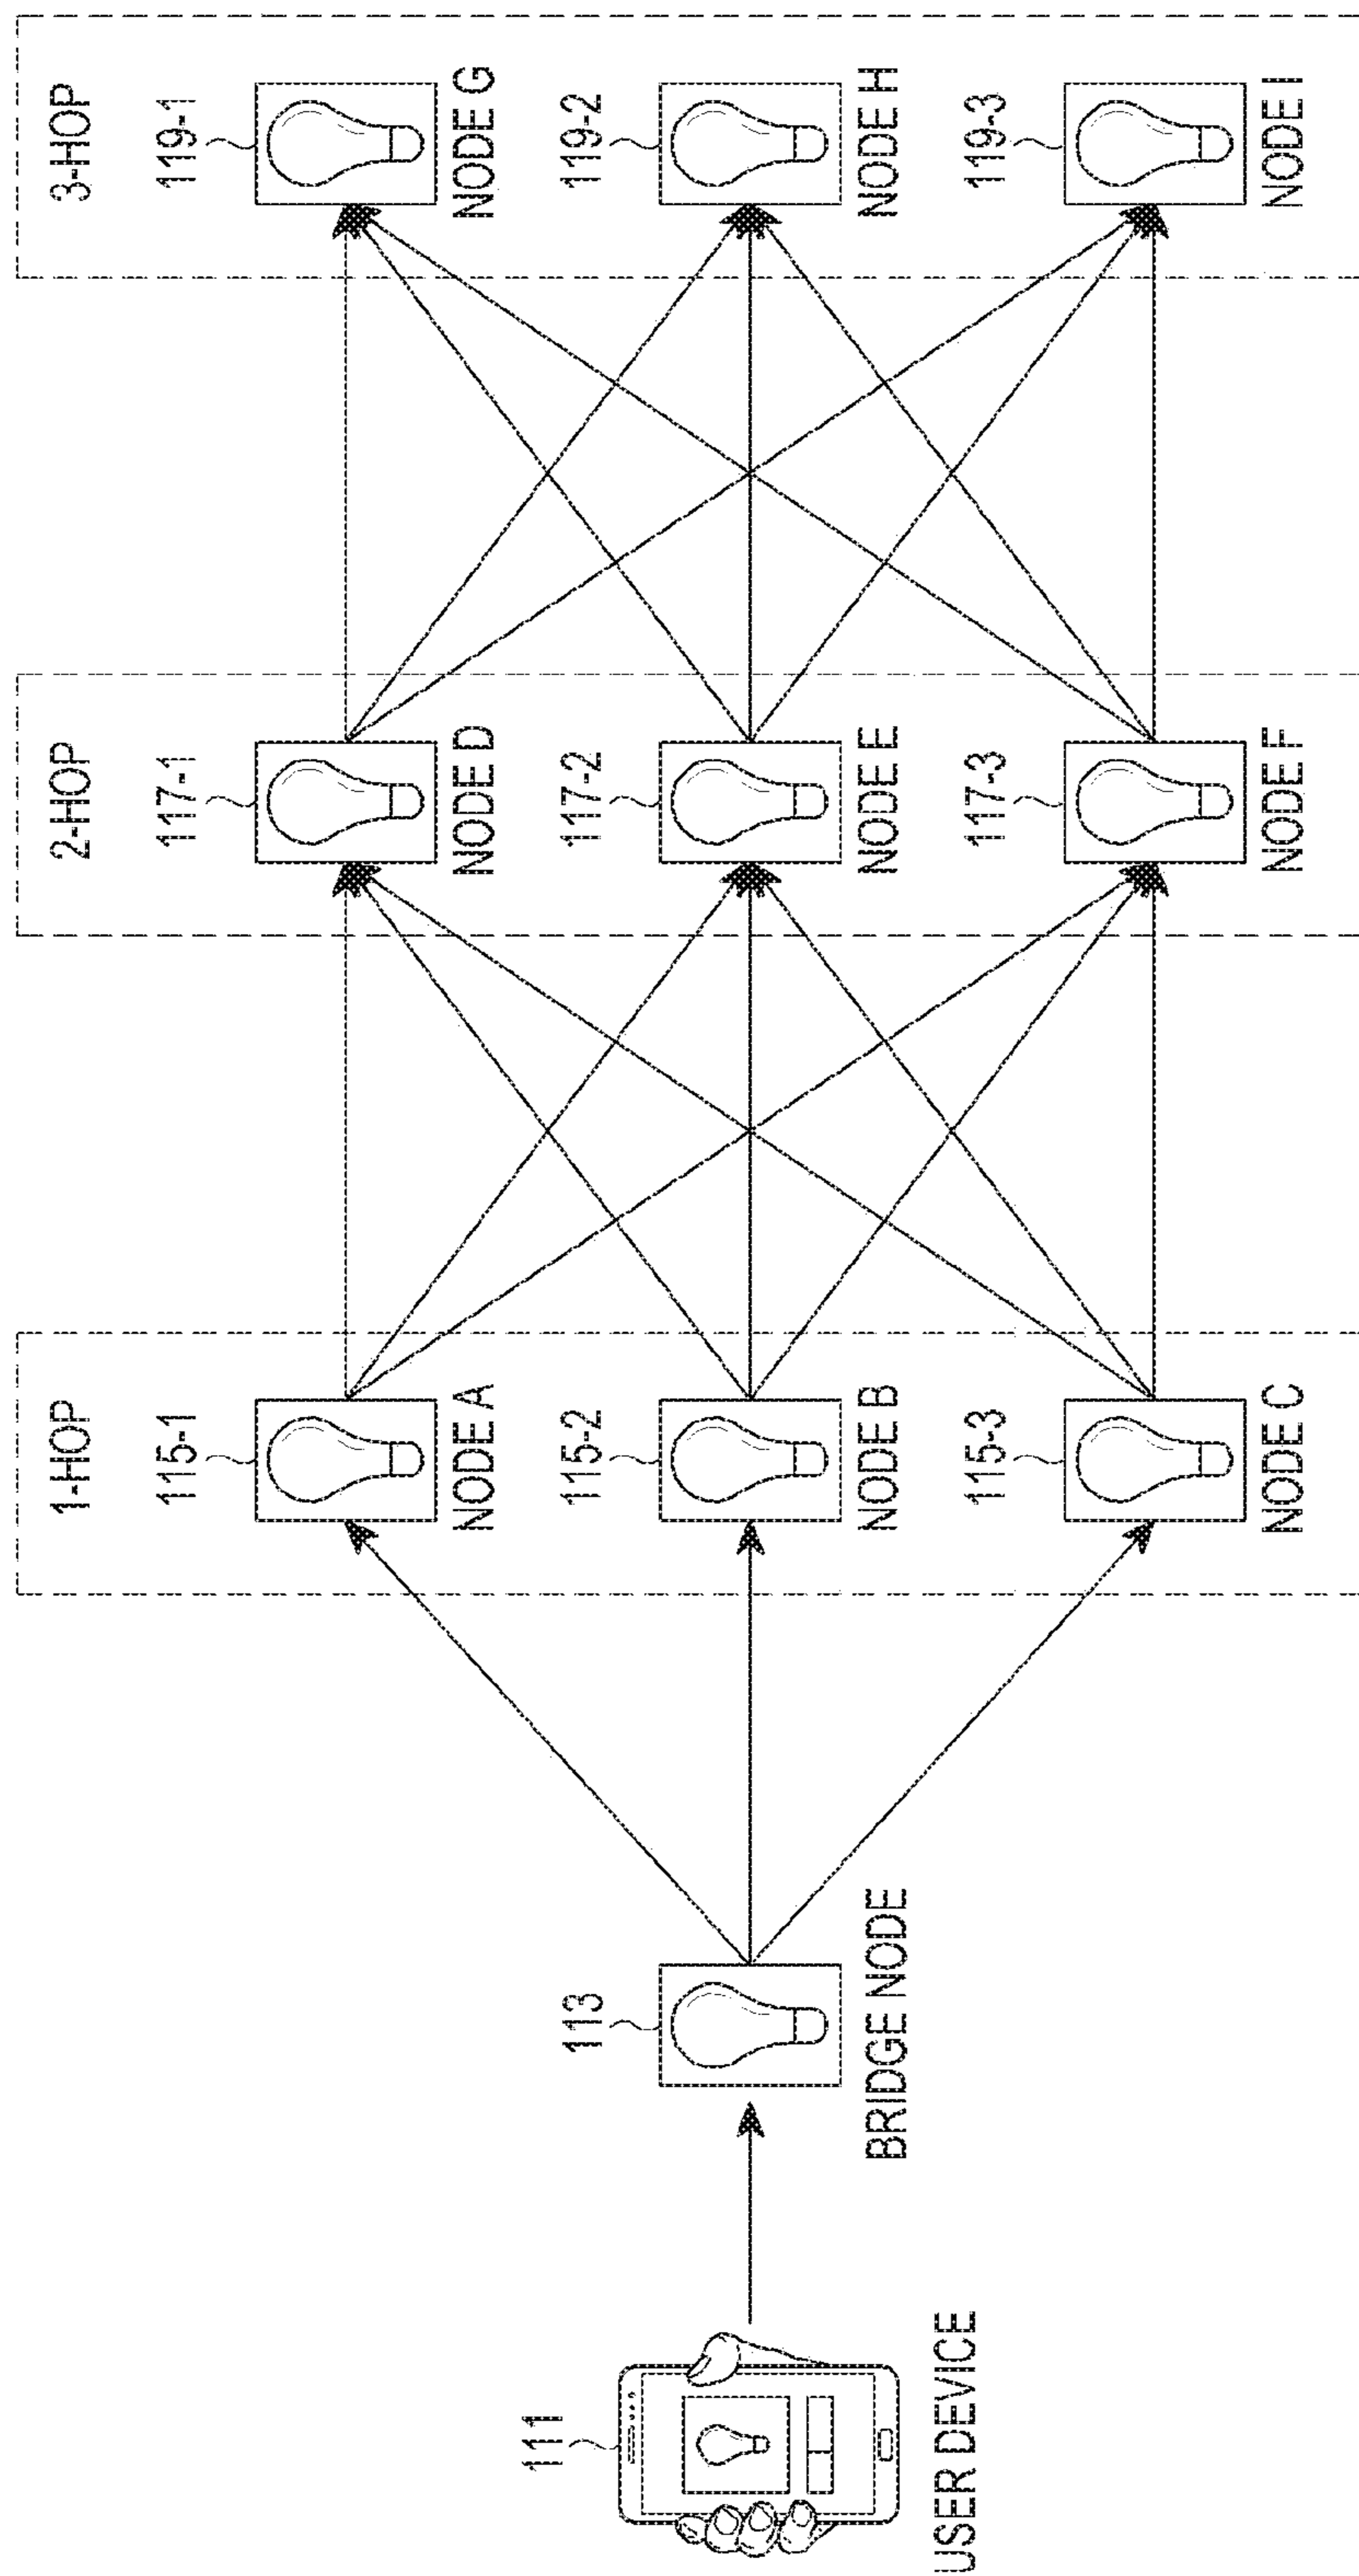 111
USER DEVICE
113
BRIDGE NODE
1-HOP
115-1
NODE A
115-2
NODE B
115-3
NODE C
2-HOP
117-1
NODE D
117-2
NODE E
117-3
NODE F
3-HOP
119-1
NODE G
119-2
NODE H
119-3
NODE I